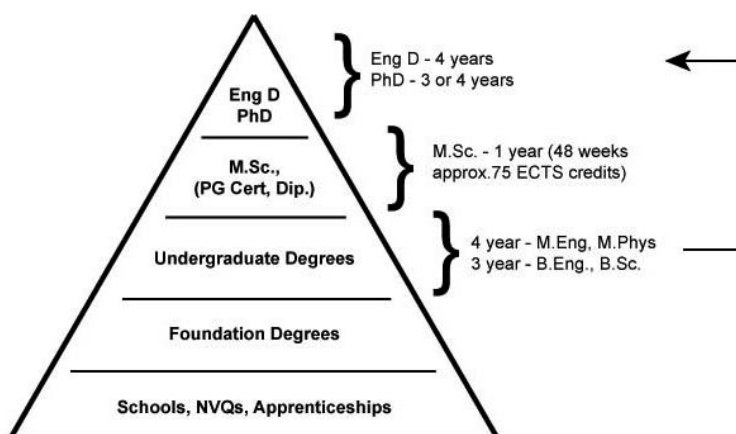 Eng D
PhD
Eng D - 4 years
PhD - 3 or 4 years
M.Sc.,
(PG Cert, Dip.)
M.Sc. - 1 year (48 weeks
approx.75 ECTS credits)
Undergraduate Degrees
4 year - M.Eng, M.Phys
3 year - B.Eng., B.Sc.
Foundation Degrees
Schools, NVQs, Apprenticeships